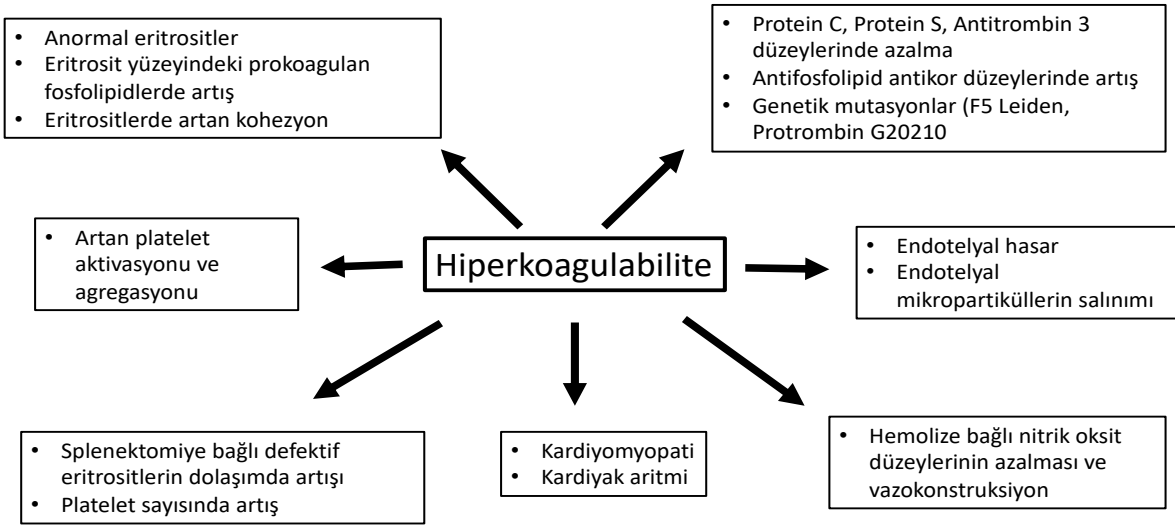 • Anormal eritrositler
• Eritrosit yüzeyindeki prokoagulan
fosfolipidlerde artış
• Eritrositlerde artan kohezyon
• Protein C, Protein S, Antitrombin 3
düzeylerinde azalma
• Antifosfolipid antikor düzeylerinde artış
• Genetik mutasyonlar (F5 Leiden,
Protrombin G20210
• Artan platelet
aktivasyonu ve
agregasyonu
Hiperkoagulabilite
• Endotelyal hasar
• Endotelyal
mikropartiküllerin salınımı
• Splenektomiye bağlı defektif
eritrositlerin dolaşımda artışı
• Platelet sayısında artış
• Kardiyomyopati
• Kardiyak aritmi
• Hemolize bağlı nitrik oksit
düzeylerinin azalması ve
vazokonstruksiyon